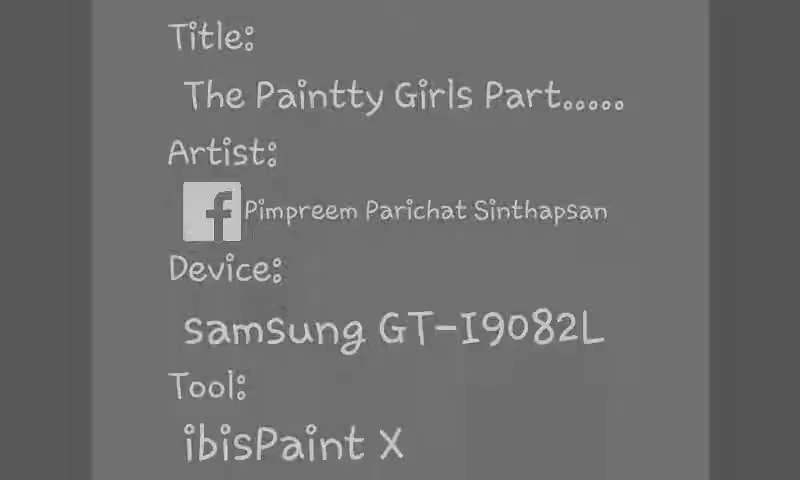 Title:
The Paintty Girls Part.....
Artist:
Pimpreem Parichat Sinthapsan
Device:
samsung GT-I9082L
Tool:
ibisPaint X